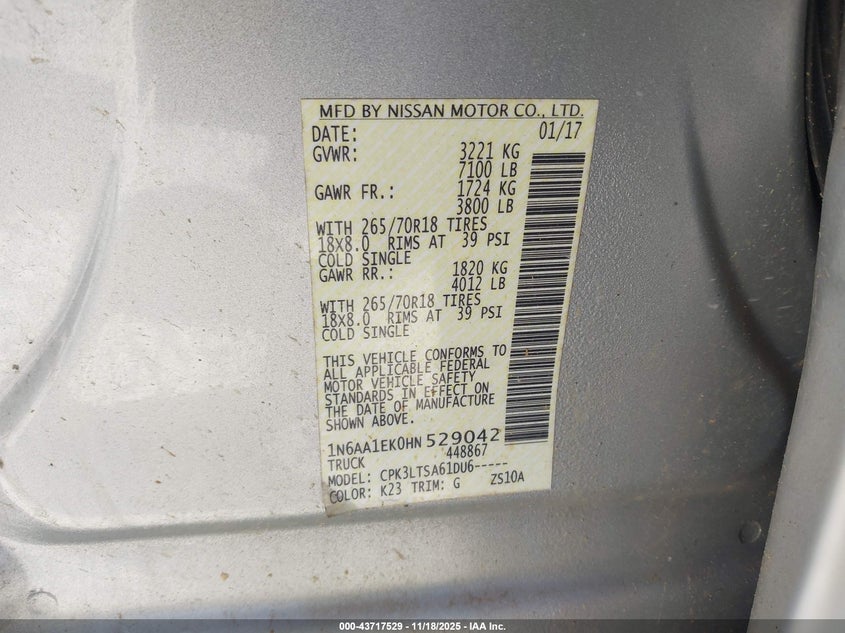 MFD BY NISSAN MOTOR CO., LTD.
DATE: 01/17
GVWR: 3221 KG
7100 LB
GAWR FR.: 1724 KG
3800 LB
WITH 265/70R18 TIRES
18X8.0 RIMS AT 39 PSI
COLD SINGLE
GAWR RR.: 1820 KG
4012 LB
WITH 265/70R18 TIRES
18X8.0 RIMS AT 39 PSI
COLD SINGLE
THIS VEHICLE CONFORMS TO
ALL APPLICABLE FEDERAL
MOTOR VEHICLE SAFETY
STANDARDS IN EFFECT ON
THE DATE OF MANUFACTURE
SHOWN ABOVE.
1N6AA1EK0HN 529042
TRUCK 448867
MODEL: CPK3LTSA61DU6-----
COLOR: K23 TRIM: G ZS10A
000-43717529 - 11/18/2025 - IAA Inc.